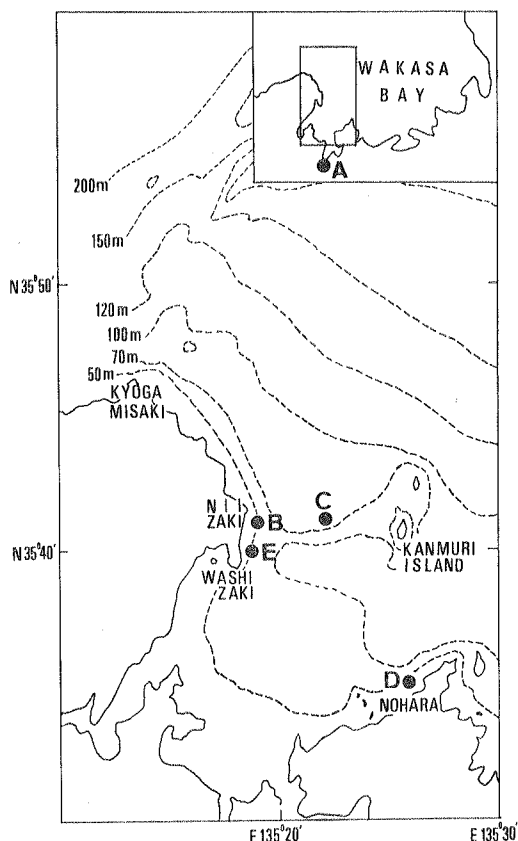 WAKASA
BAY
A
200m
150m
N 35°50'
120m
100m
70m
50m
KYOGA
MISAKI
NII
ZAKI
B
C
N 35°40'
E
WASHI
ZAKI
KANMURI
ISLAND
D
NOHARA
E 135°20'
E 135°30'